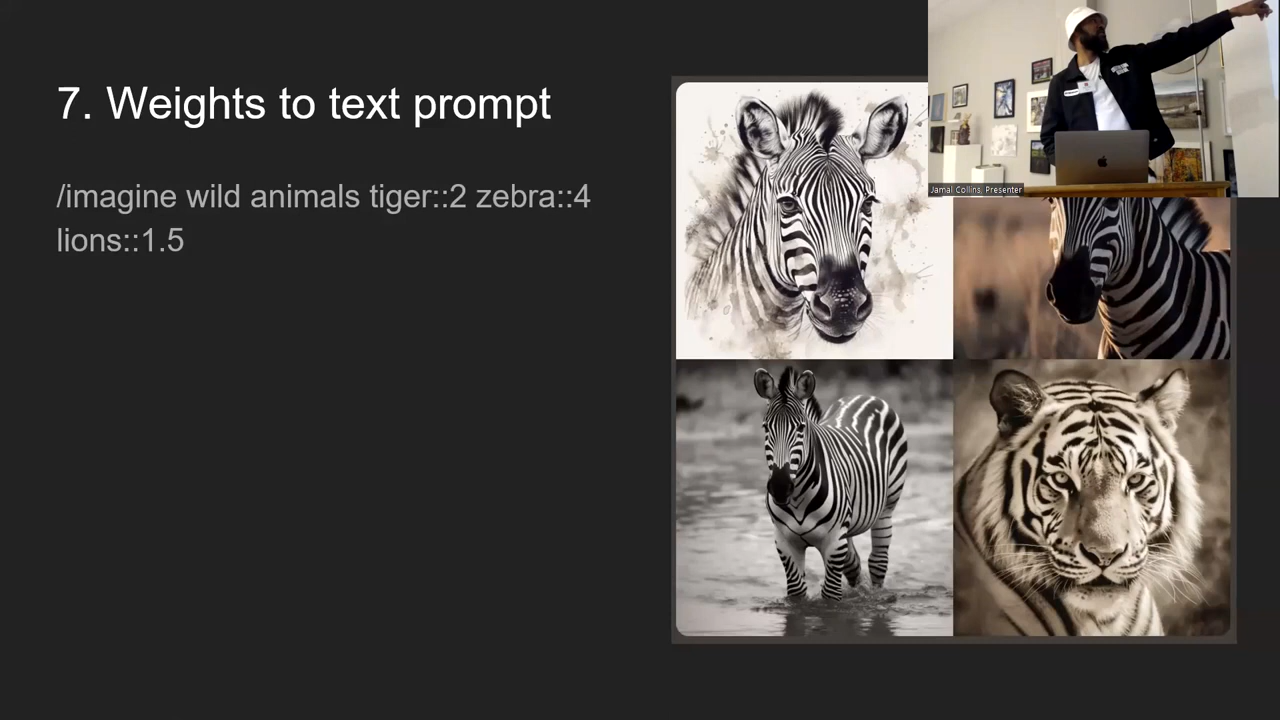 7. Weights to text prompt
/imagine wild animals tiger::2 zebra::4
lions::1.5
Jamal Collins, Presenter